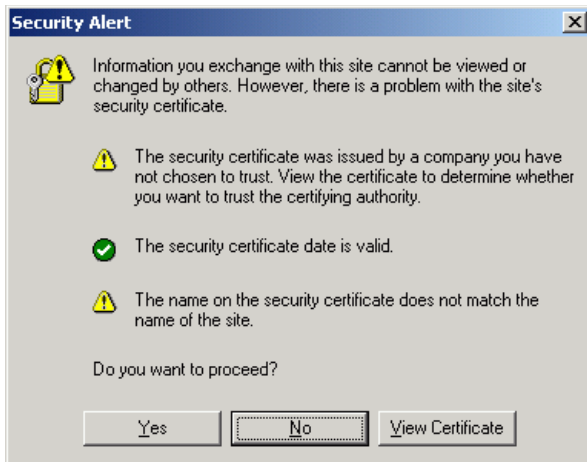 Security Alert
Information you exchange with this site cannot be viewed or
changed by others. However, there is a problem with the site's
security certificate.
The security certificate was issued by a company you have
not chosen to trust. View the certificate to determine whether
you want to trust the certifying authority.
The security certificate date is valid.
The name on the security certificate does not match the
name of the site.
Do you want to proceed?
Yes No View Certificate